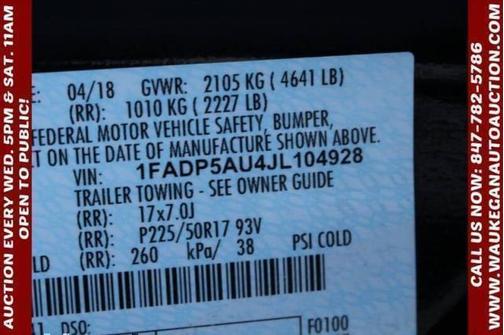 AUCTION EVERY WED. 5PM & SAT. 11AM
OPEN TO PUBLIC!
E: 04/18 GVWR: 2105 KG ( 4641 LB)
(RR): 1010 KG ( 2227 LB)
FEDERAL MOTOR VEHICLE SAFETY, BUMPER,
T ON THE DATE OF MANUFACTURE SHOWN ABOVE.
VIN: 1FADP5AU4JL104928
TRAILER TOWING - SEE OWNER GUIDE
(RR): 17x7.0J
(RR): P225/50R17 93V
LD (RR): 260 kPa/ 38 PSI COLD
DSO:
F0100
CALL US NOW: 847-782-5786
WWW.WAUKEGANAUCTION.COM